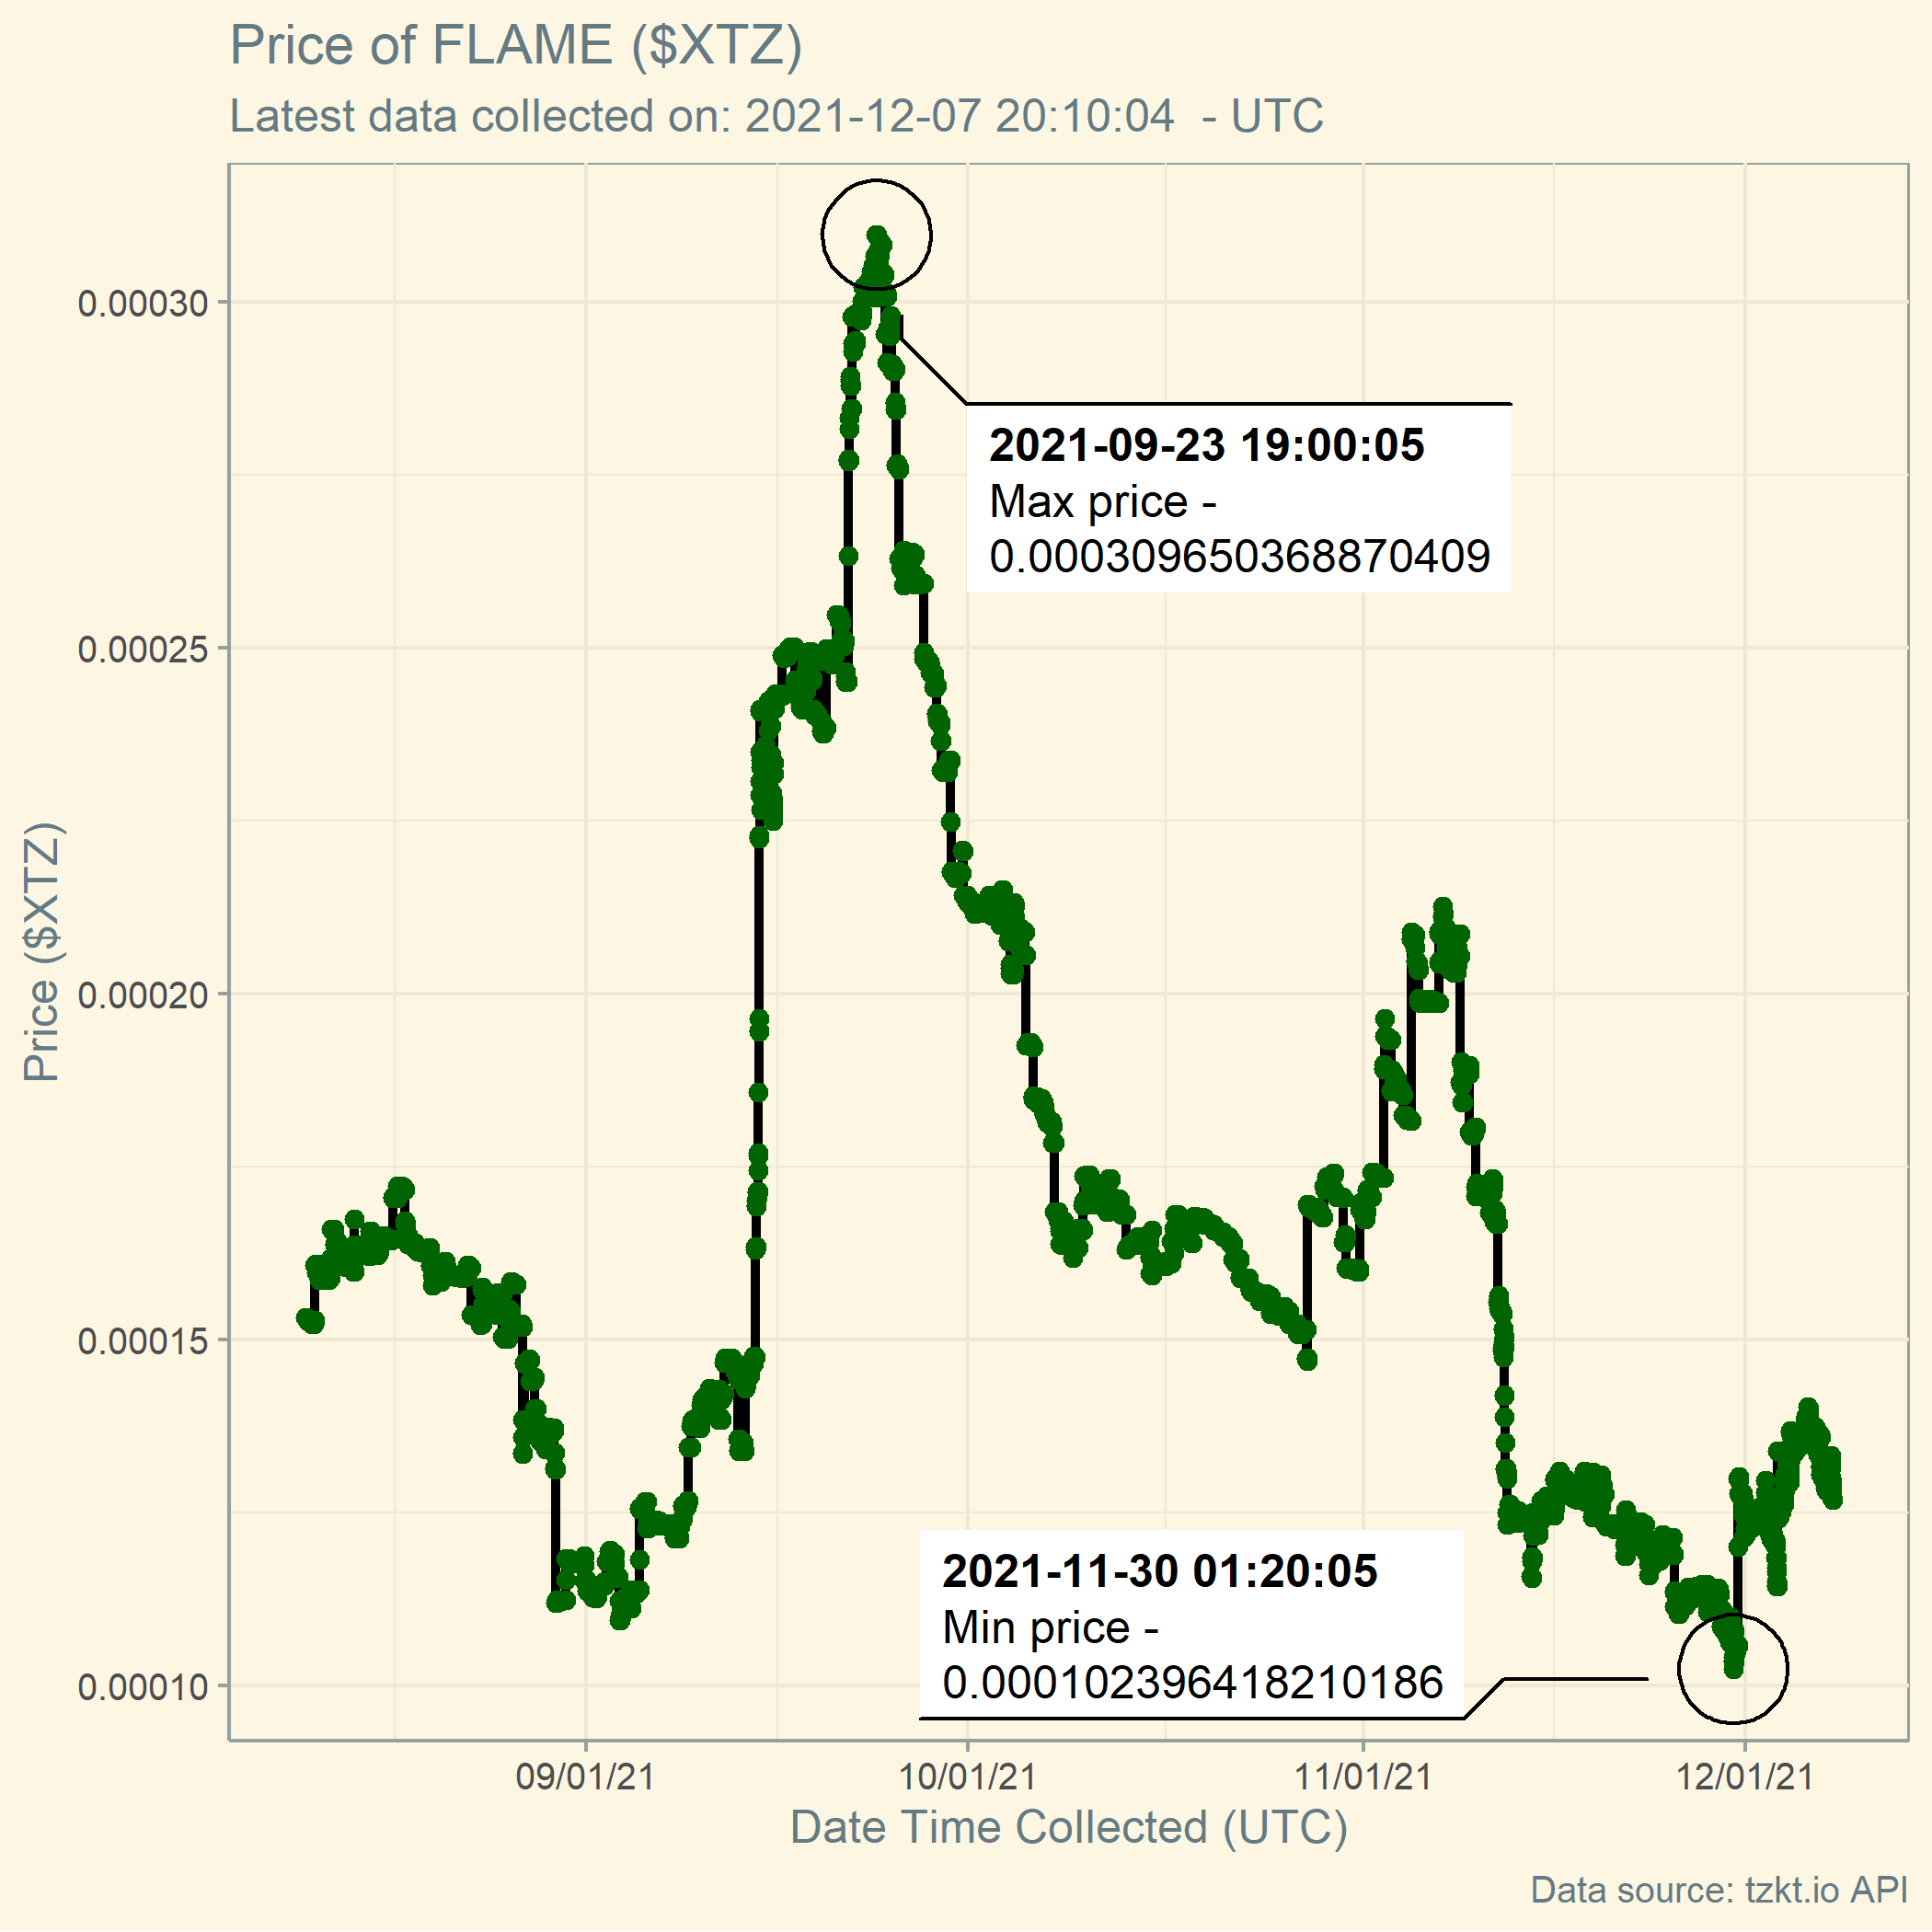 Price of FLAME ($XTZ)
Latest data collected on: 2021-12-07 20:10:04 - UTC
0.00030
0.00025
0.00020
0.00015
0.00010
Price ($XTZ)
2021-09-23 19:00:05
Max price -
0.000309650368870409
2021-11-30 01:20:05
Min price -
0.000102396418210186
09/01/21
10/01/21
11/01/21
12/01/21
Date Time Collected (UTC)
Data source: tzkt.io API